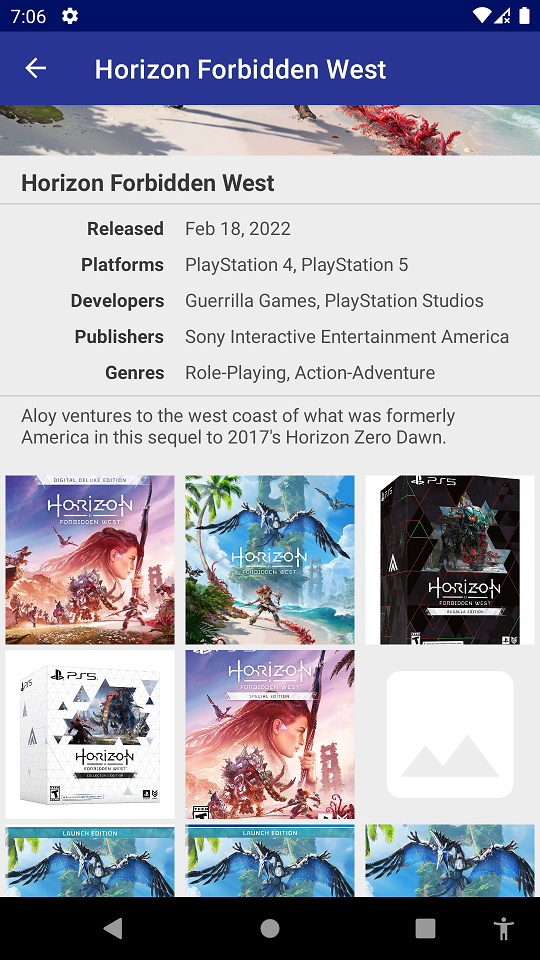 7:06
Horizon Forbidden West
Horizon Forbidden West
Released Feb 18, 2022
Platforms PlayStation 4, PlayStation 5
Developers Guerrilla Games, PlayStation Studios
Publishers Sony Interactive Entertainment America
Genres Role-Playing, Action-Adventure
Aloy ventures to the west coast of what was formerly
America in this sequel to 2017's Horizon Zero Dawn.
DIGITAL DELUXE EDITION
HORIZON
FORBIDDEN WEST
HORIZON
FORBIDDEN WEST
PS5
HORIZON
FORBIDDEN WEST
REGALLA EDITION
PS5
HORIZON
FORBIDDEN WEST
COLLECTOR'S EDITION
HORIZON
FORBIDDEN WEST
SPECIAL EDITION
LAUNCH EDITION
LAUNCH EDITION